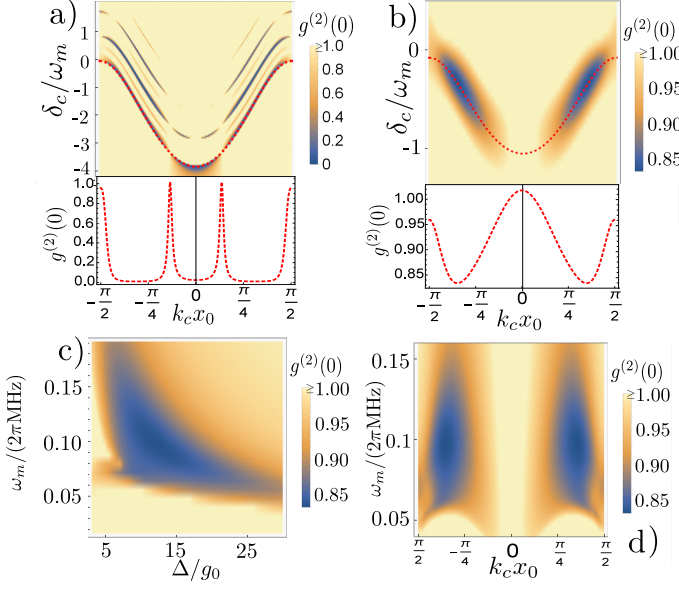 a)
g^(2)(0)
δ_c/ω_m
1
0
-1
-2
-3
-4
≥1.0
0.8
0.6
0.4
0.2
0
g^(2)(0)
1.0
0.8
0.6
0.4
0.2
0.0
-π/2
-π/4
0
π/4
π/2
k_c x_0
b)
g^(2)(0)
δ_c/ω_m
0
-1
≥1.00
0.95
0.90
0.85
g^(2)(0)
1.00
0.95
0.90
0.85
-π/2
-π/4
0
π/4
π/2
k_c x_0
c)
g^(2)(0)
ω_m/(2πMHz)
0.15
0.10
0.05
≥1.00
0.95
0.90
0.85
5
15
25
Δ/g_0
d)
g^(2)(0)
ω_m/(2πMHz)
0.15
0.1
0.05
≥1.00
0.95
0.90
0.85
π/2
-π/4
0
π/4
π/2
k_c x_0